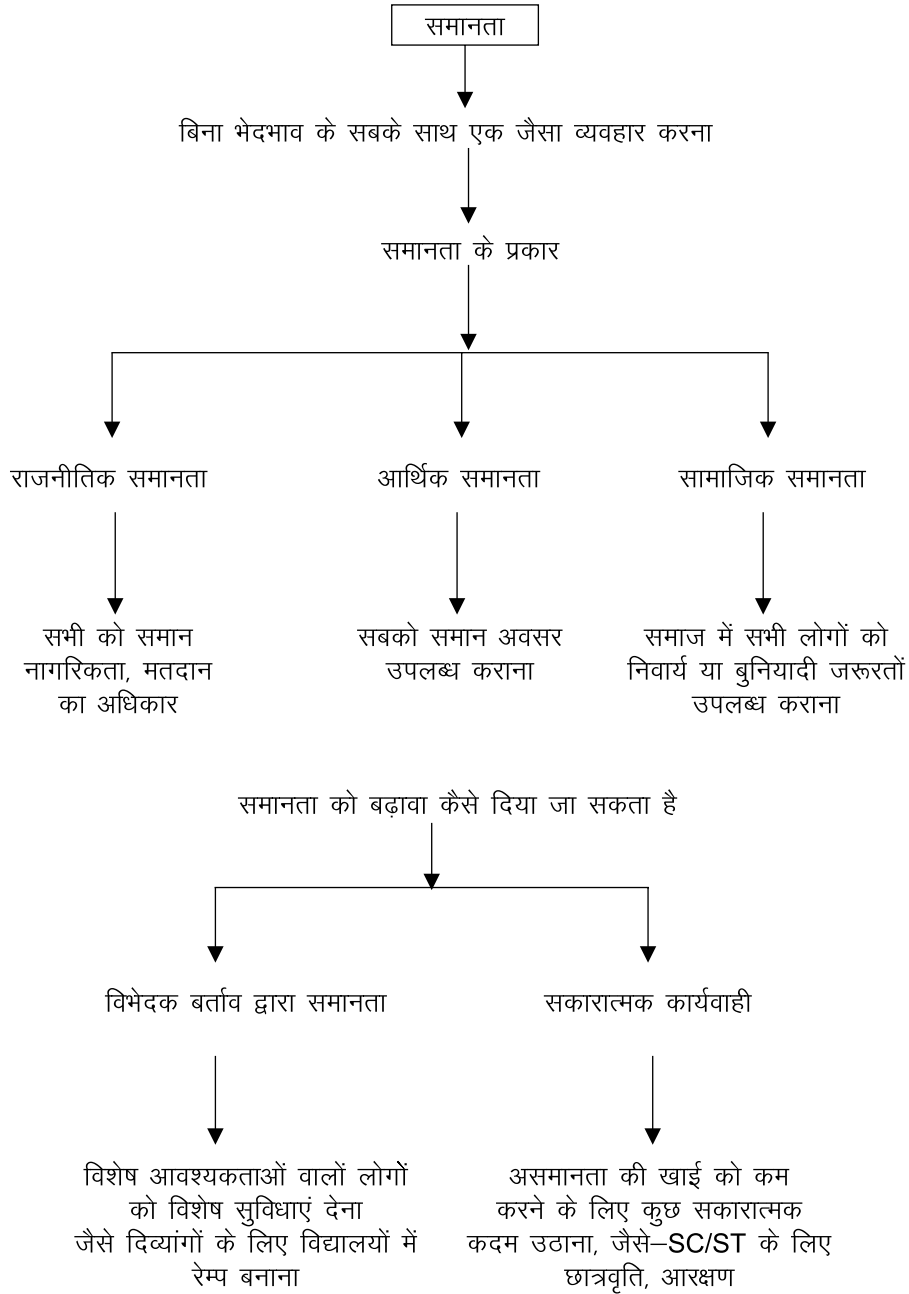 समानता
बिना भेदभाव के सबके साथ एक जैसा व्यवहार करना
समानता के प्रकार
राजनीतिक समानता
आर्थिक समानता
सामाजिक समानता
सभी को समान
नागरिकता, मतदान
का अधिकार
सबको समान अवसर
उपलब्ध कराना
समाज में सभी लोगों को
निवार्य या बुनियादी जरूरतों
उपलब्ध कराना
समानता को बढ़ावा कैसे दिया जा सकता है
विभेदक बर्ताव द्वारा समानता
सकारात्मक कार्यवाही
विशेष आवश्यकताओं वालों लोगों
को विशेष सुविधाएं देना
जैसे दिव्यांगों के लिए विद्यालयों में
रेम्प बनाना
असमानता की खाई को कम
करने के लिए कुछ सकारात्मक
कदम उठाना, जैसे–SC/ST के लिए
छात्रवृति, आरक्षण